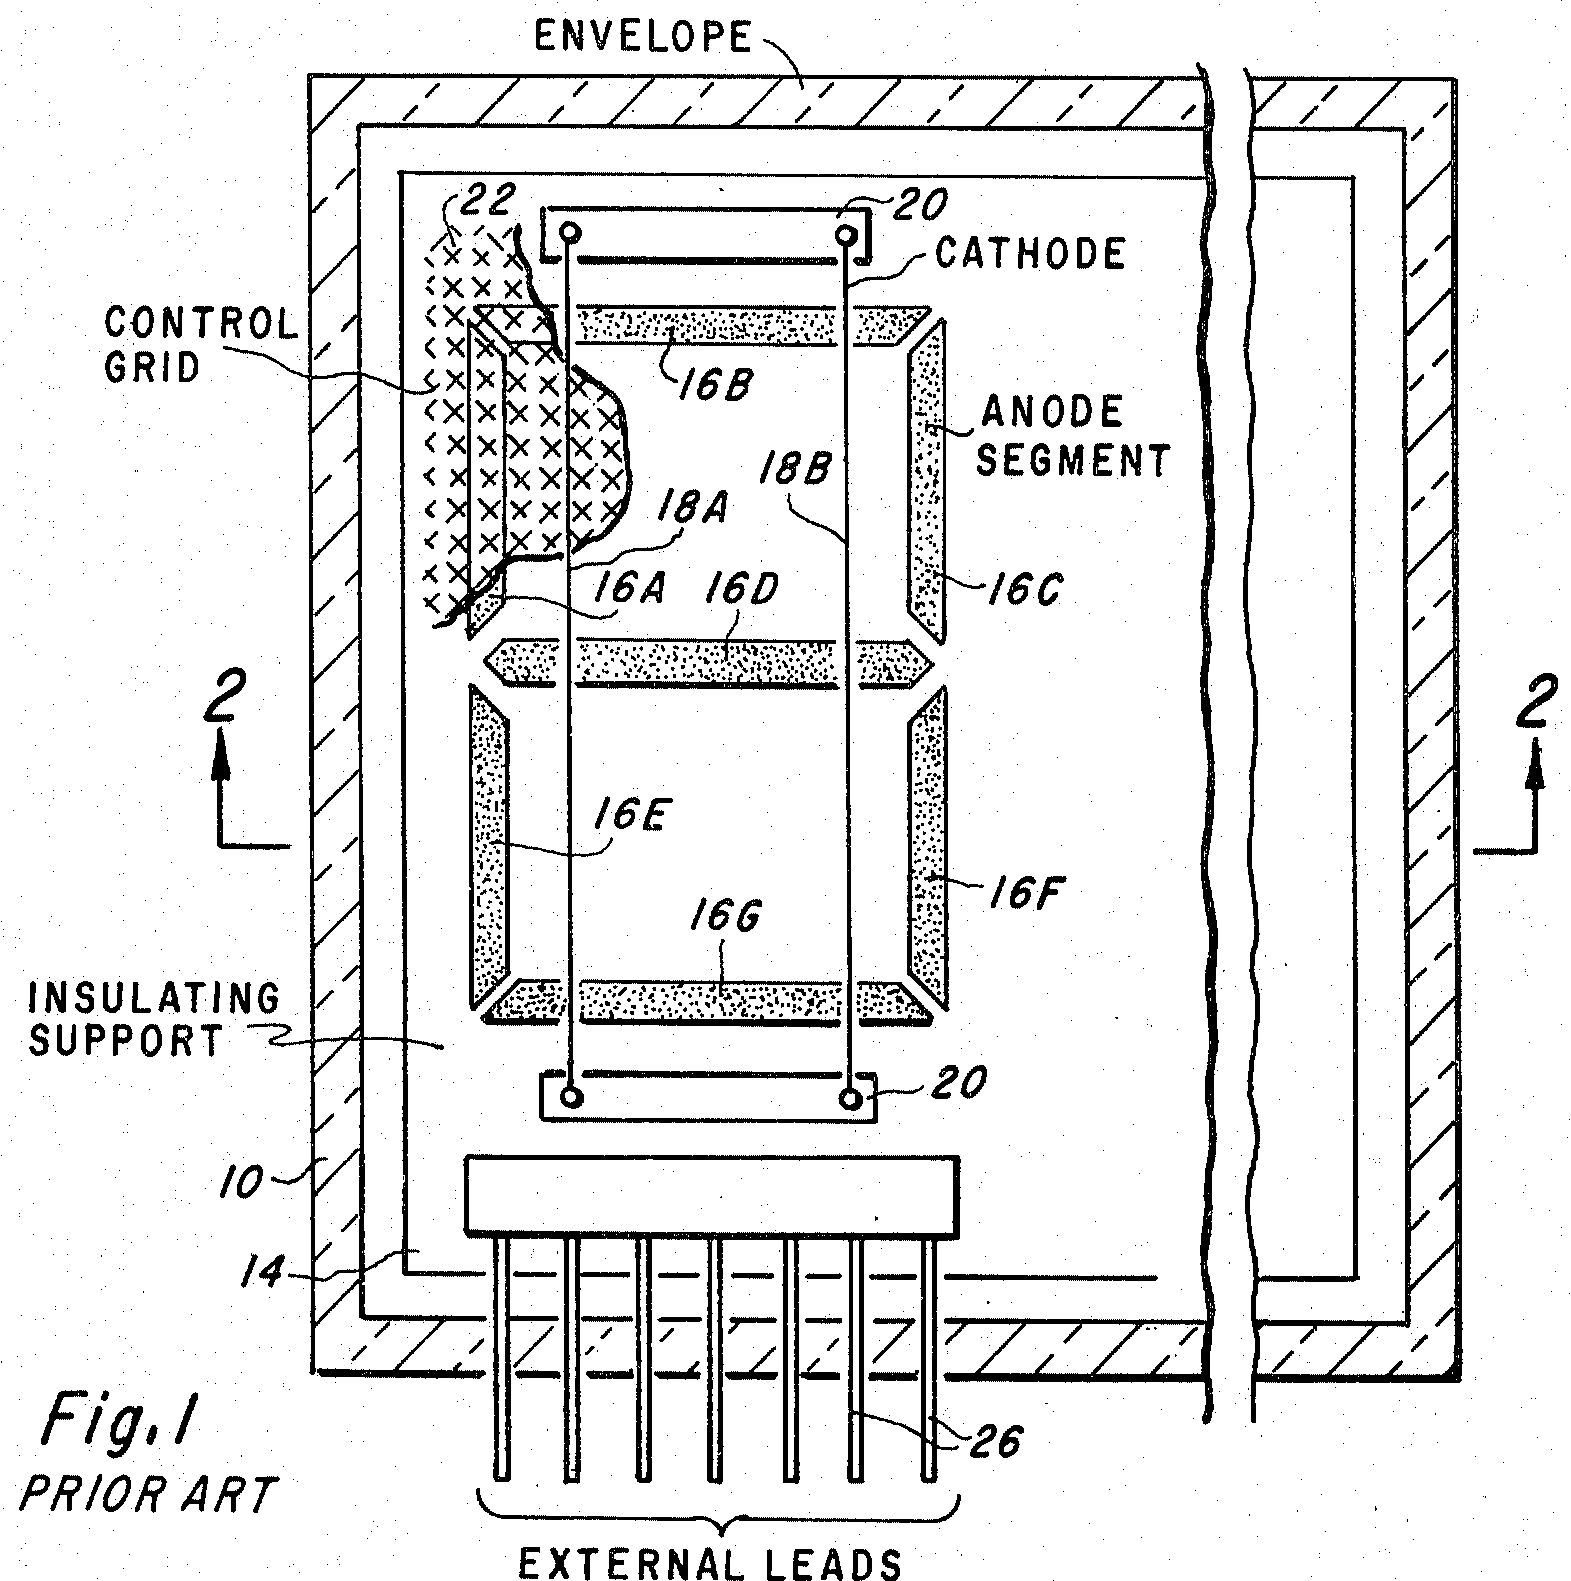 ENVELOPE
22
20
CATHODE
CONTROL
GRID
16B
ANODE
SEGMENT
18B
18A
16A
16D
16C
2
2
16E
16F
16G
INSULATING
SUPPORT
20
10
14
26
Fig.1
PRIOR ART
EXTERNAL LEADS